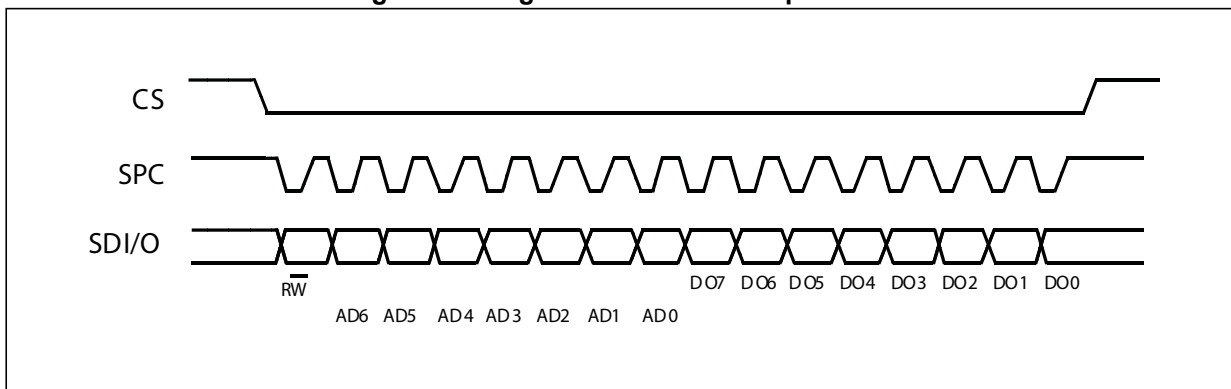 CS
SPC
SDI/O
RW
DO7 DO6 DO5 DO4 DO3 DO2 DO1 DO0
AD6 AD5 AD4 AD3 AD2 AD1 AD0